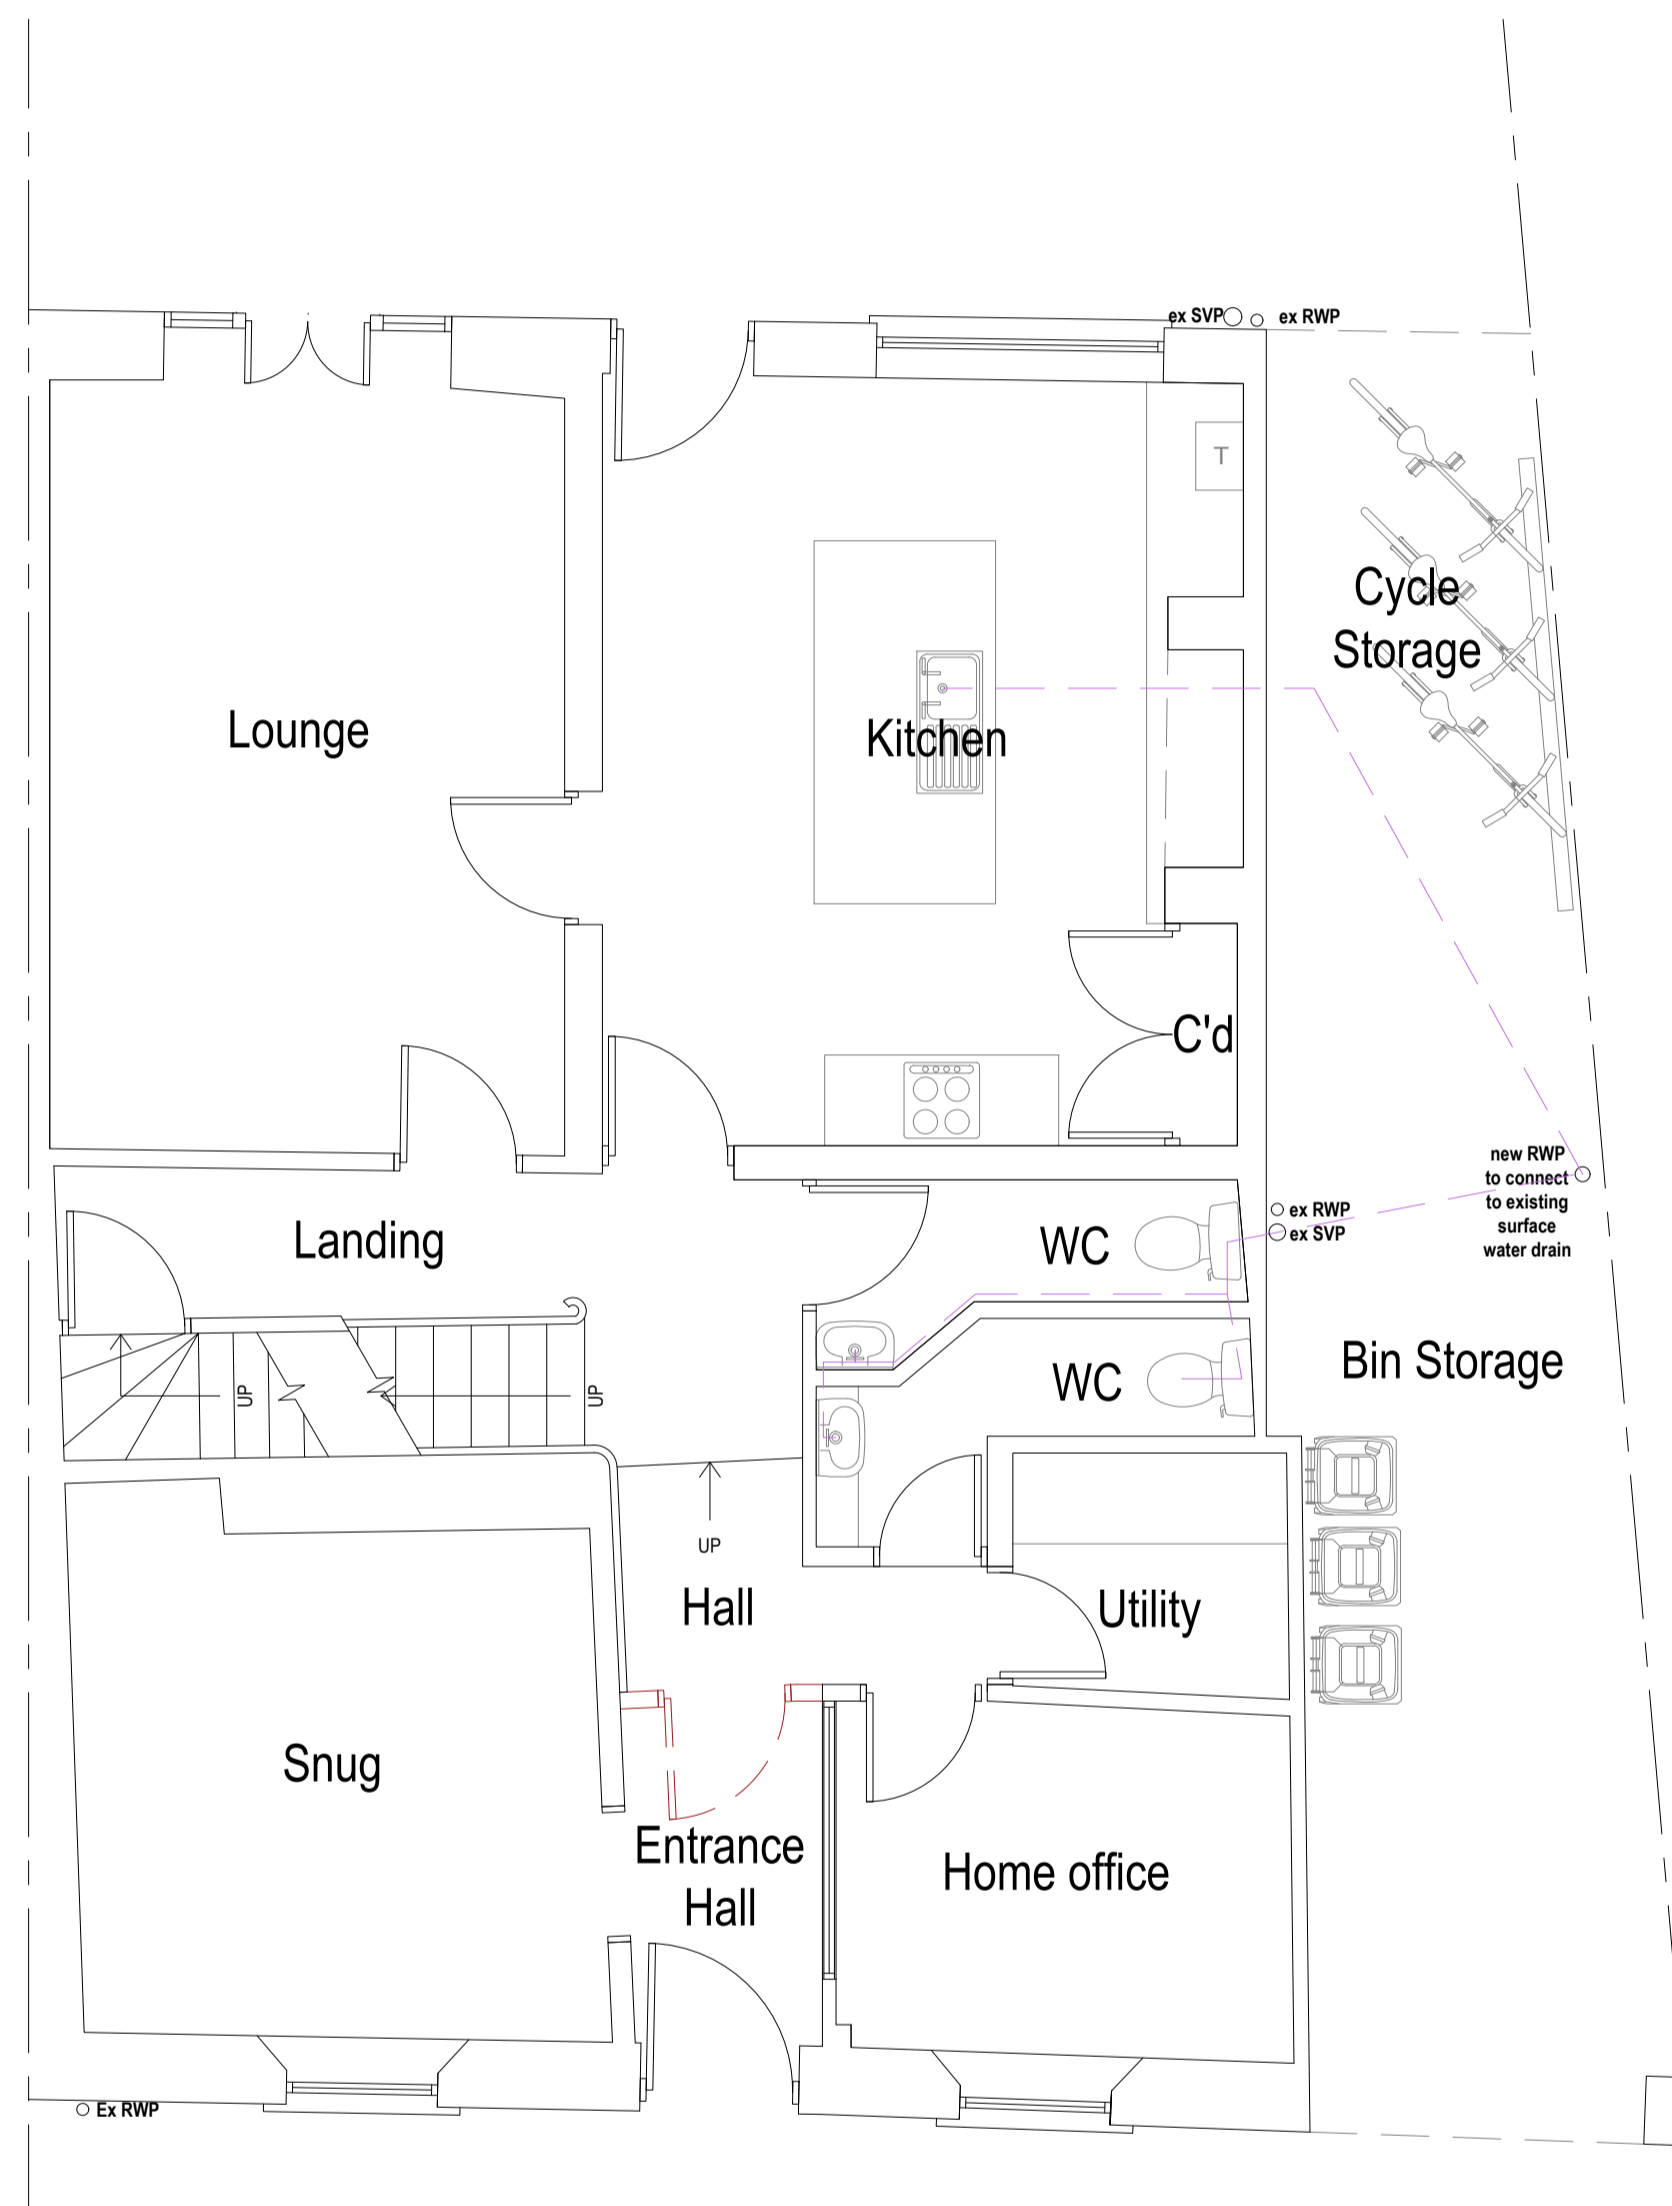 ex SVP
ex RWP
T
Cycle
Storage
Lounge
Kitchen
C'd
new RWP
to connect
to existing
surface
water drain
ex RWP
ex SVP
Landing
WC
WC
Bin Storage
UP
UP
UP
Hall
Utility
Snug
Entrance
Hall
Home office
Ex RWP